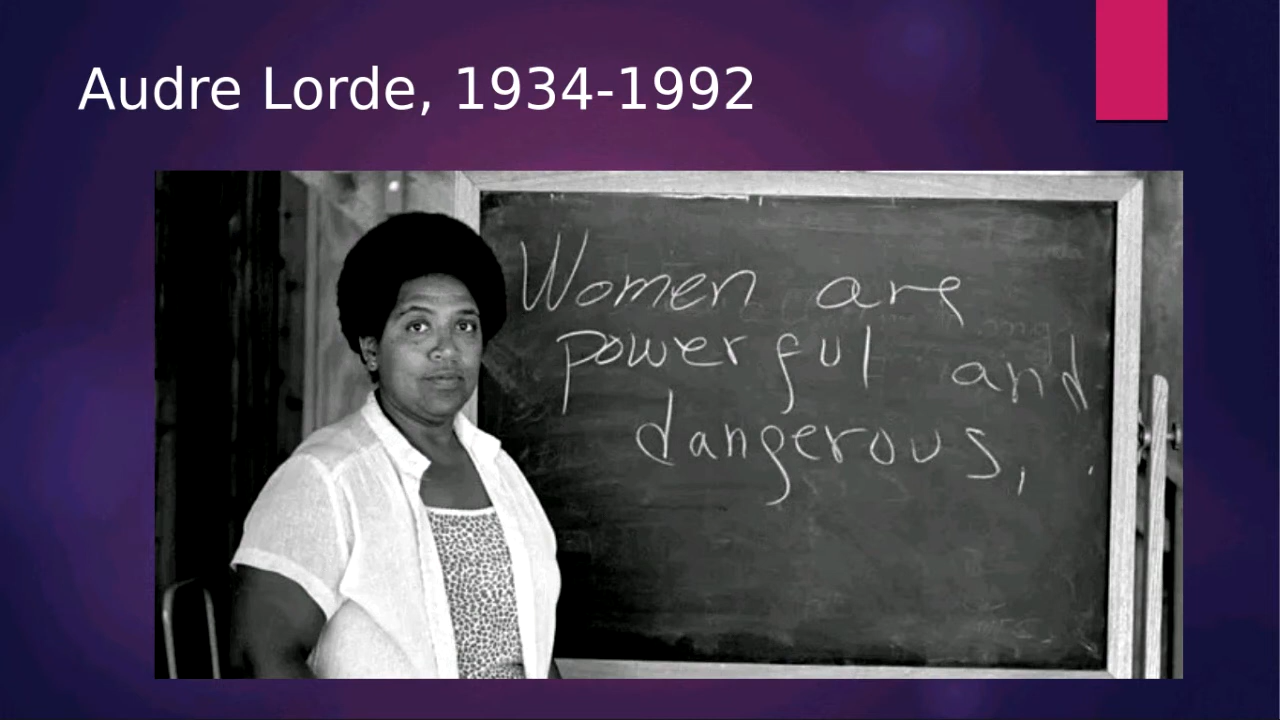 Audre Lorde, 1934-1992
Women are
powerful and
dangerous, .